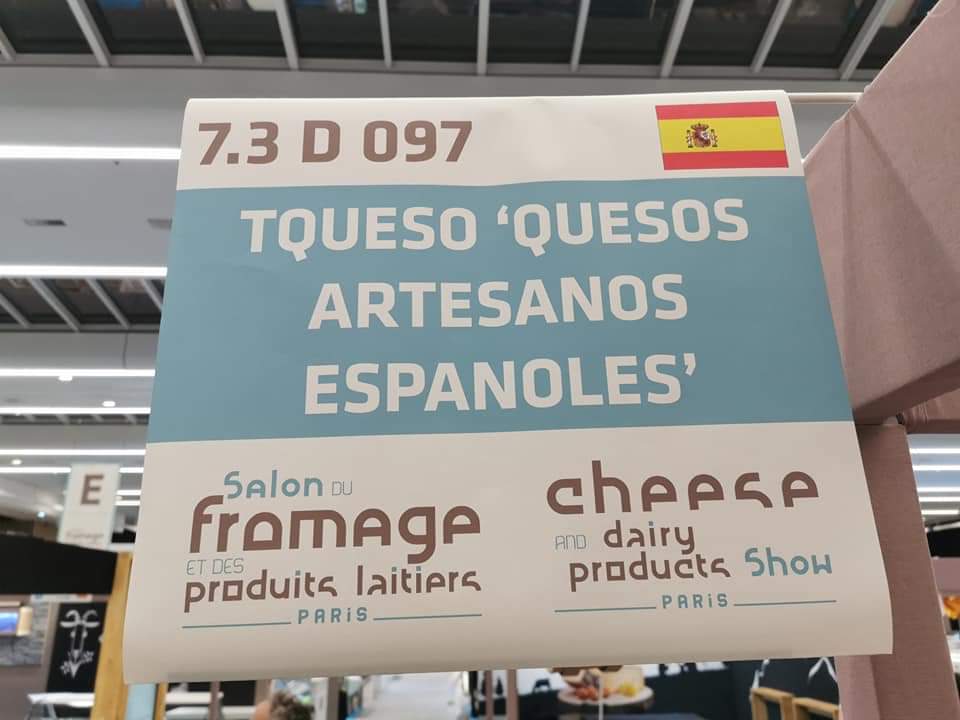 7.3 D 097
TQUESO ‘QUESOS
ARTESANOS
ESPANOLES’
Salon DU
fromage
ET DES
produits laitiers
PARiS
cheese
AND dairy
products Show
PARiS
E